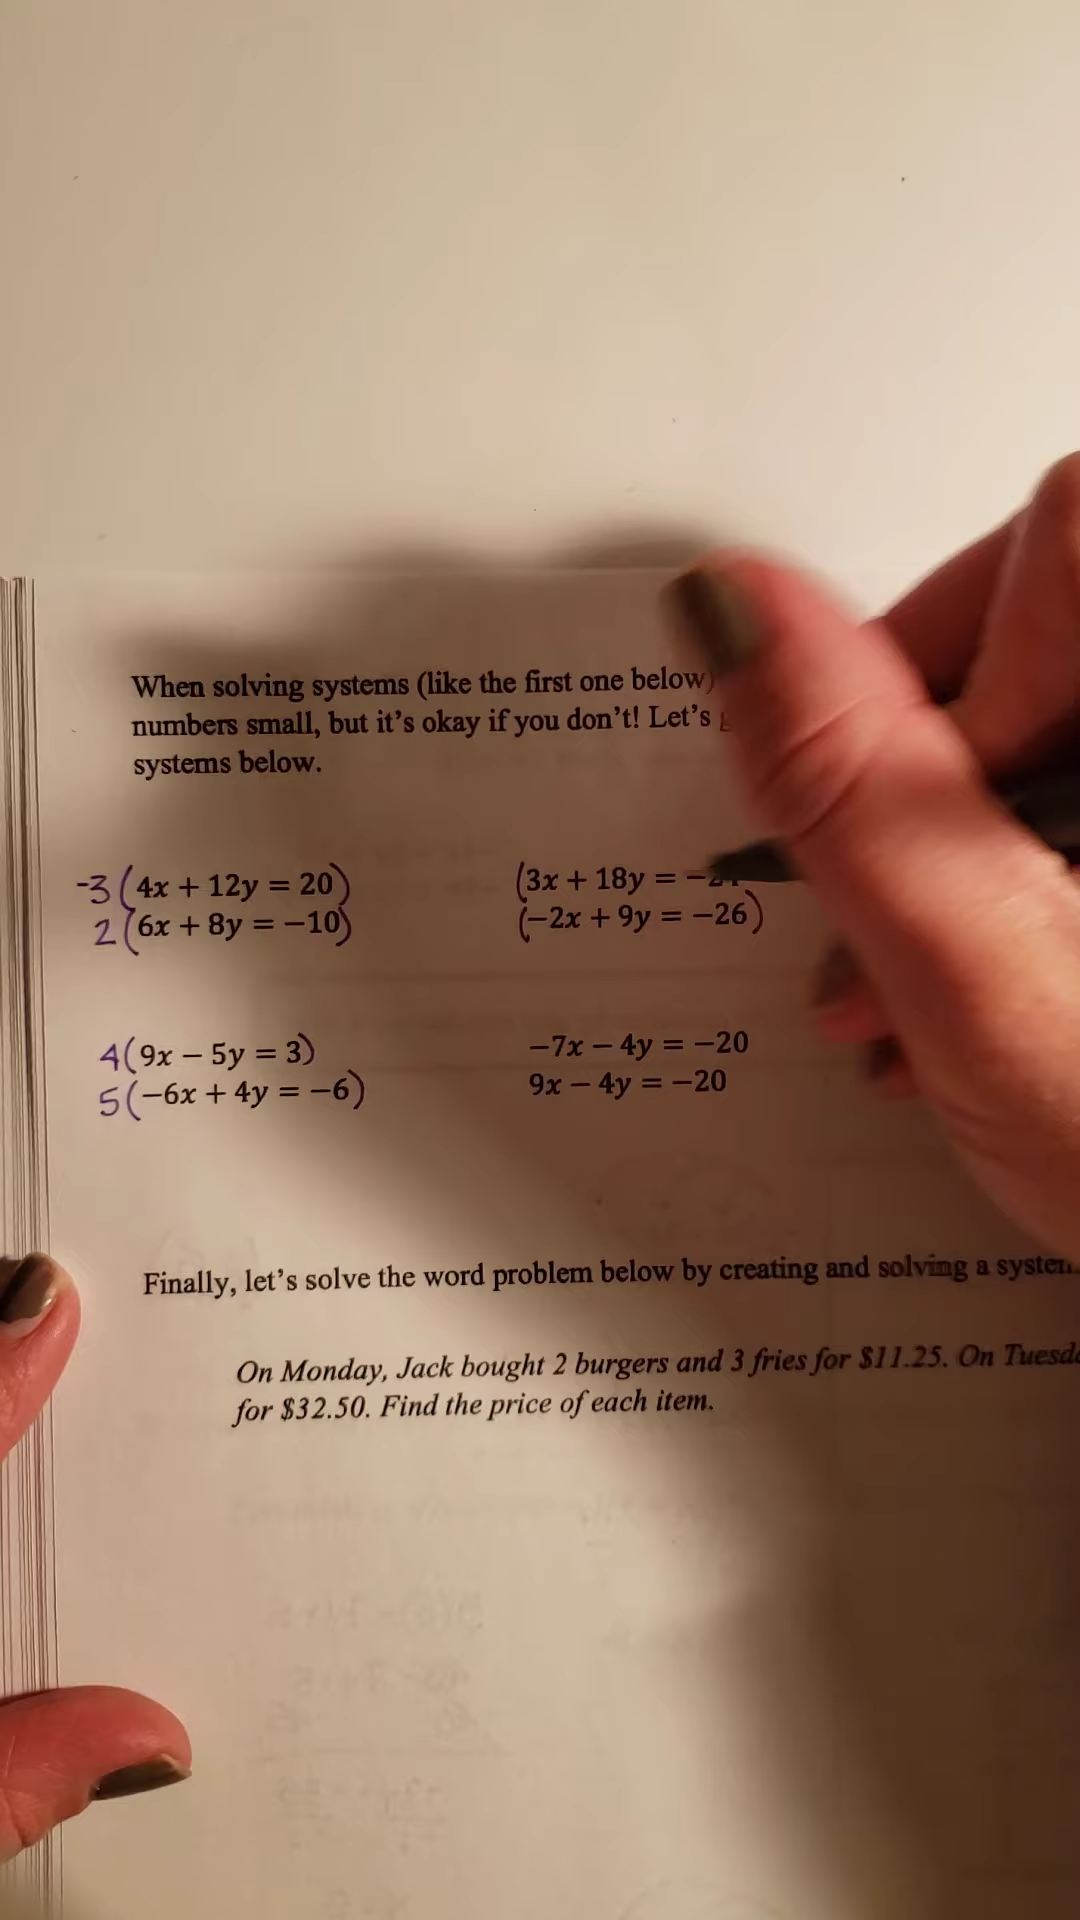 When solving systems (like the first one below)
numbers small, but it's okay if you don't! Let's
systems below.
-3(4x + 12y = 20)
2(6x + 8y = −10)
(3x + 18y =
(−2x + 9y = −26)
4(9x − 5y = 3)
5(−6x + 4y = −6)
−7x − 4y = −20
9x − 4y = −20
Finally, let's solve the word problem below by creating and solving a
On Monday, Jack bought 2 burgers and 3 fries for $11.25. On
for $32.50. Find the price of each item.